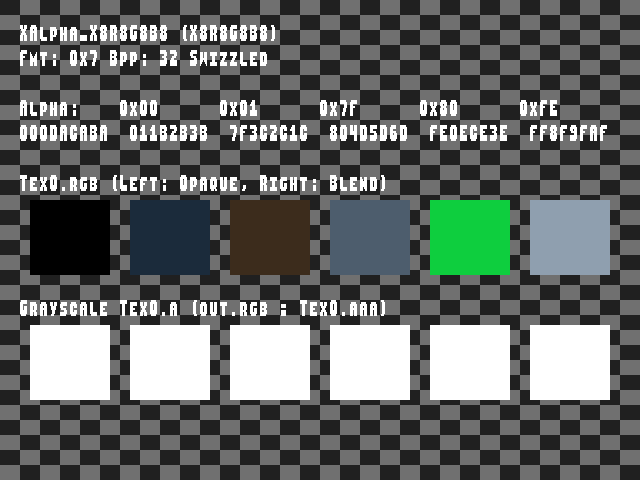 XAlpha_X8R8G8B8 (X8R8G8B8)
Fmt: 0x7 Bpp: 32 Swizzled
Alpha: 0x00 0x01 0x7F 0x80 0xFE
011B2B3B 7F3C2C1C 804D5D6D FE0ECE3E FF8F9FAF
Tex0.rgb (Left: Opaque, Right: Blend)
Grayscale Tex0.a (out.rgb = Tex0.aaa)